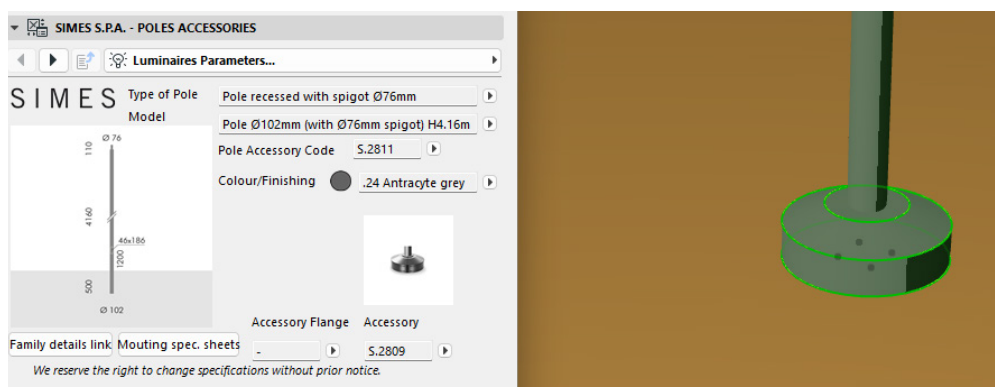 SIMES S.P.A. - POLES ACCESSORIES
Luminaires Parameters...
SIMES
Type of Pole
Pole recessed with spigot Ø76mm
Model
Pole Ø102mm (with Ø76mm spigot) H4.16m
Pole Accessory Code
S.2811
Colour/Finishing
.24 Antracyte grey
Ø 76
110
4160
46x186
1200
500
Ø 102
Accessory Flange
Accessory
-
S.2809
Family details link
Mouting spec. sheets
We reserve the right to change specifications without prior notice.